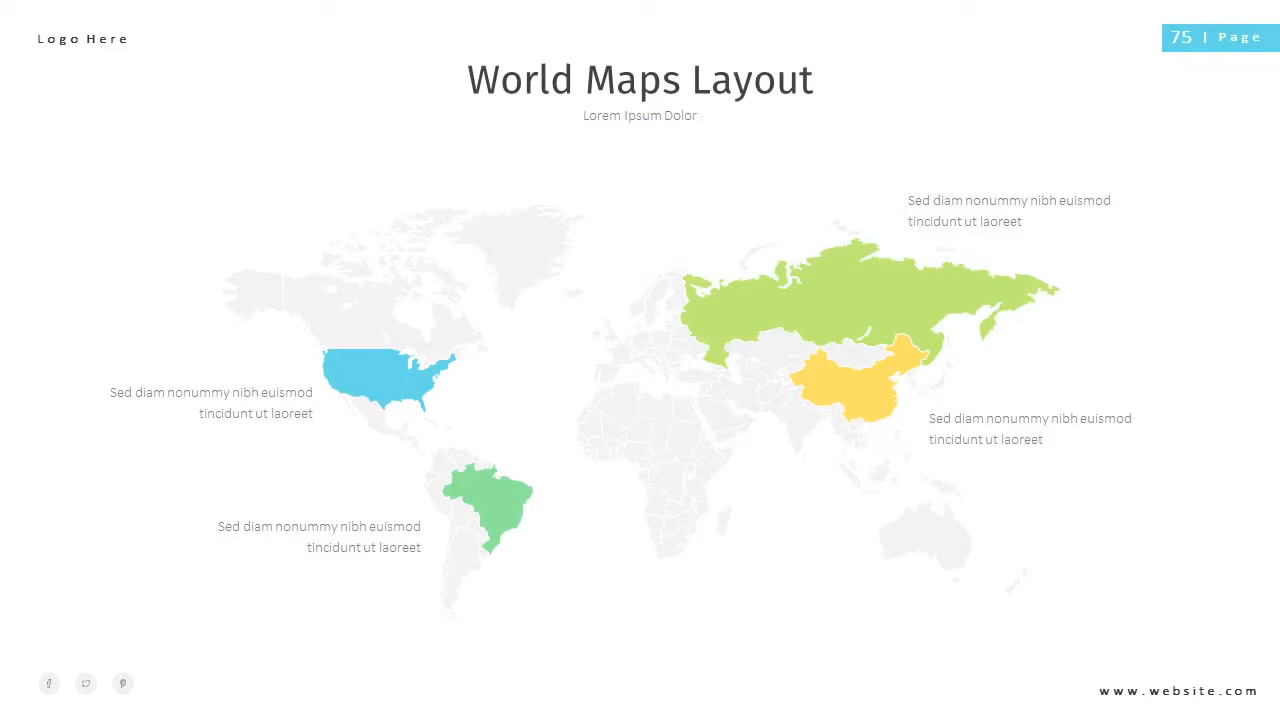 Logo Here
75 | Page
World Maps Layout
Lorem Ipsum Dolor
Sed diam nonummy nibh euismod
tincidunt ut laoreet
Sed diam nonummy nibh euismod
tincidunt ut laoreet
Sed diam nonummy nibh euismod
tincidunt ut laoreet
Sed diam nonummy nibh euismod
tincidunt ut laoreet
www.website.com